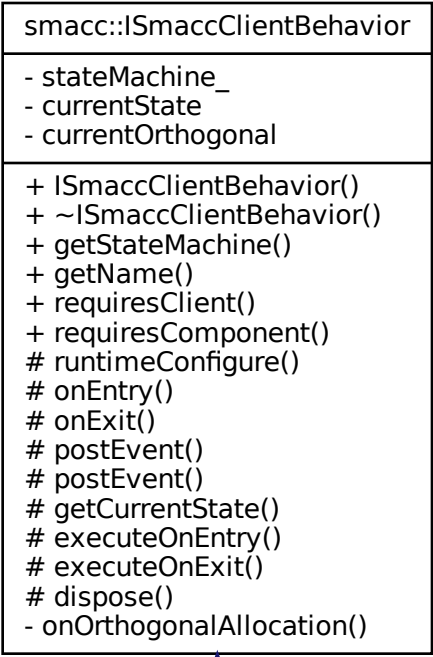 smacc::ISmaccClientBehavior
- stateMachine_
- currentState
- currentOrthogonal
+ ISmaccClientBehavior()
+ ~ISmaccClientBehavior()
+ getStateMachine()
+ getName()
+ requiresClient()
+ requiresComponent()
# runtimeConfigure()
# onEntry()
# onExit()
# postEvent()
# postEvent()
# getCurrentState()
# executeOnEntry()
# executeOnExit()
# dispose()
- onOrthogonalAllocation()